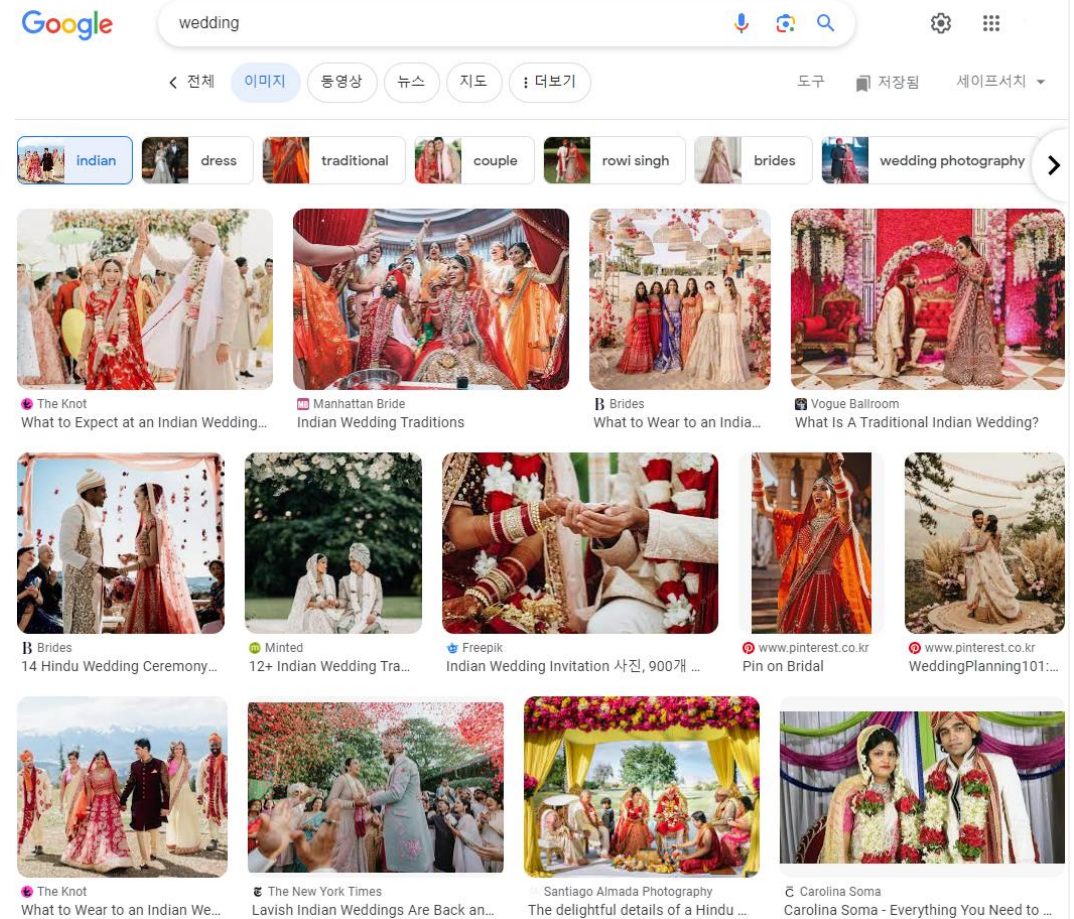 Google
wedding
전체 이미지 동영상 뉴스 지도 더보기 도구 저장됨 세이프서치
indian dress traditional couple rowi singh brides wedding photography
The Knot
What to Expect at an Indian Wedding...
MB Manhattan Bride
Indian Wedding Traditions
B Brides
What to Wear to an India...
Vogue Ballroom
What Is A Traditional Indian Wedding?
B Brides
14 Hindu Wedding Ceremony...
m Minted
12+ Indian Wedding Tra...
Freepik
Indian Wedding Invitation 사진, 900개 ...
www.pinterest.co.kr
Pin on Bridal
www.pinterest.co.kr
WeddingPlanning101:...
The Knot
What to Wear to an Indian We...
The New York Times
Lavish Indian Weddings Are Back an...
Santiago Almada Photography
The delightful details of a Hindu ...
Carolina Soma
Carolina Soma - Everything You Need to ...